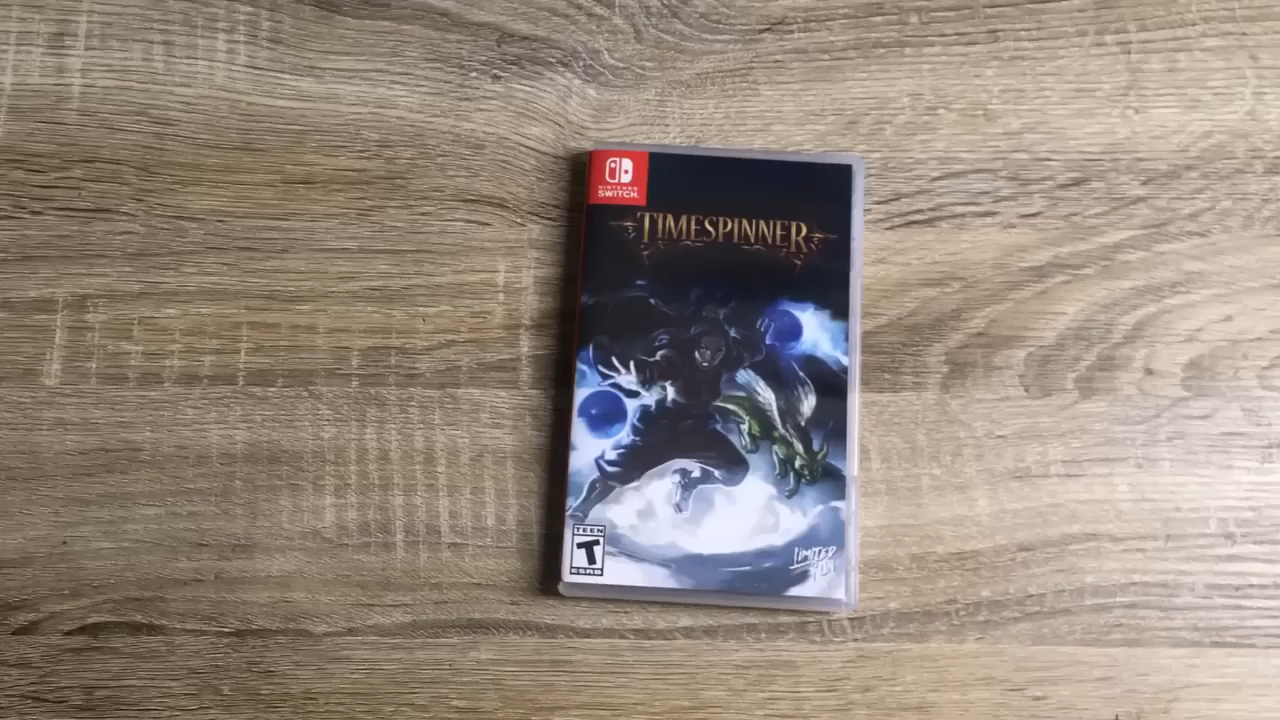 NINTENDO
SWITCH
TIMESPINNER
TEEN
T
ESRB
LIMITED
RUN